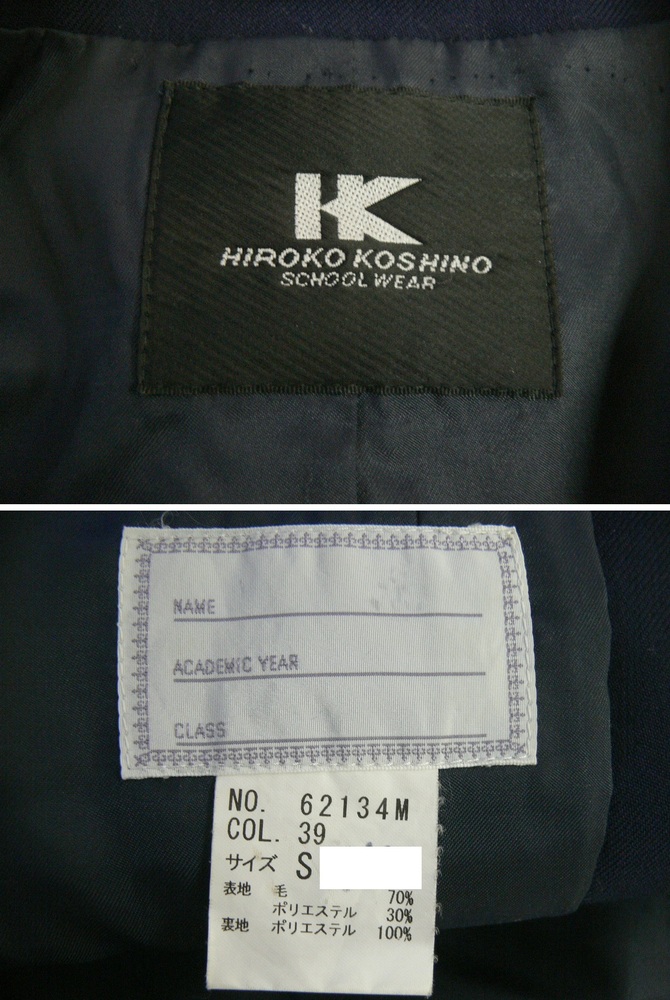 HK
HIROKO KOSHINO
SCHOOL WEAR
NAME
ACADEMIC YEAR
CLASS
NO. 62134M
COL. 39
サイズ S
表地 毛 70%
ポリエステル 30%
裏地 ポリエステル 100%